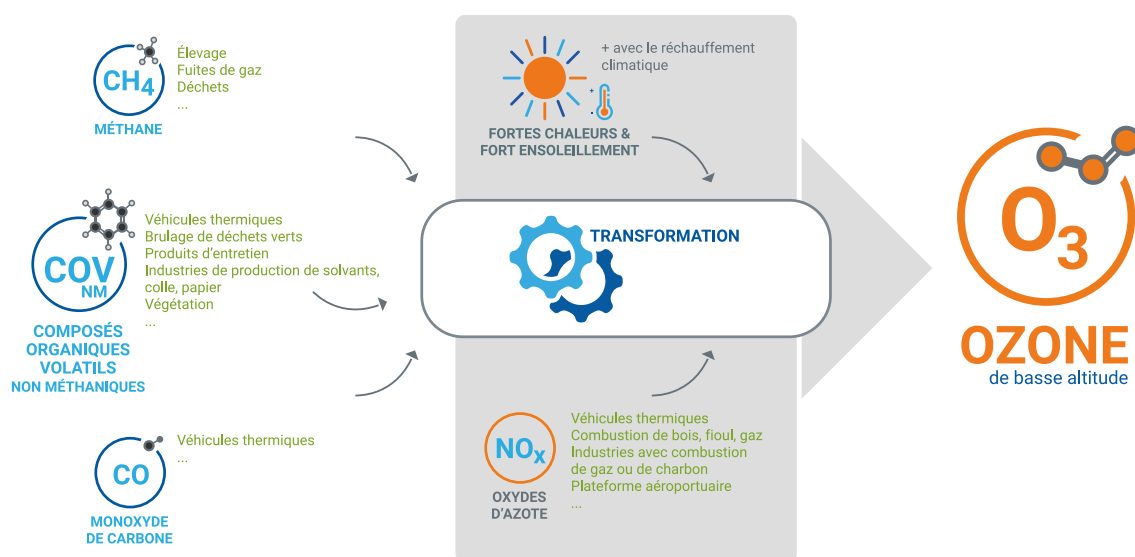 CH4
MÉTHANE
Élevage
Fuites de gaz
Déchets
...
COV
NM
COMPOSÉS
ORGANIQUES
VOLATILS
NON MÉTHANIQUES
Véhicules thermiques
Brulage de déchets verts
Produits d'entretien
Industries de production de solvants,
colle, papier
Végétation
...
CO
MONOXYDE
DE CARBONE
Véhicules thermiques
...
+ avec le réchauffement
climatique
+
-
FORTES CHALEURS &
FORT ENSOLEILLEMENT
TRANSFORMATION
NOx
OXYDES
D'AZOTE
Véhicules thermiques
Combustion de bois, fioul, gaz
Industries avec combustion
de gaz ou de charbon
Plateforme aéroportuaire
...
O3
OZONE
de basse altitude